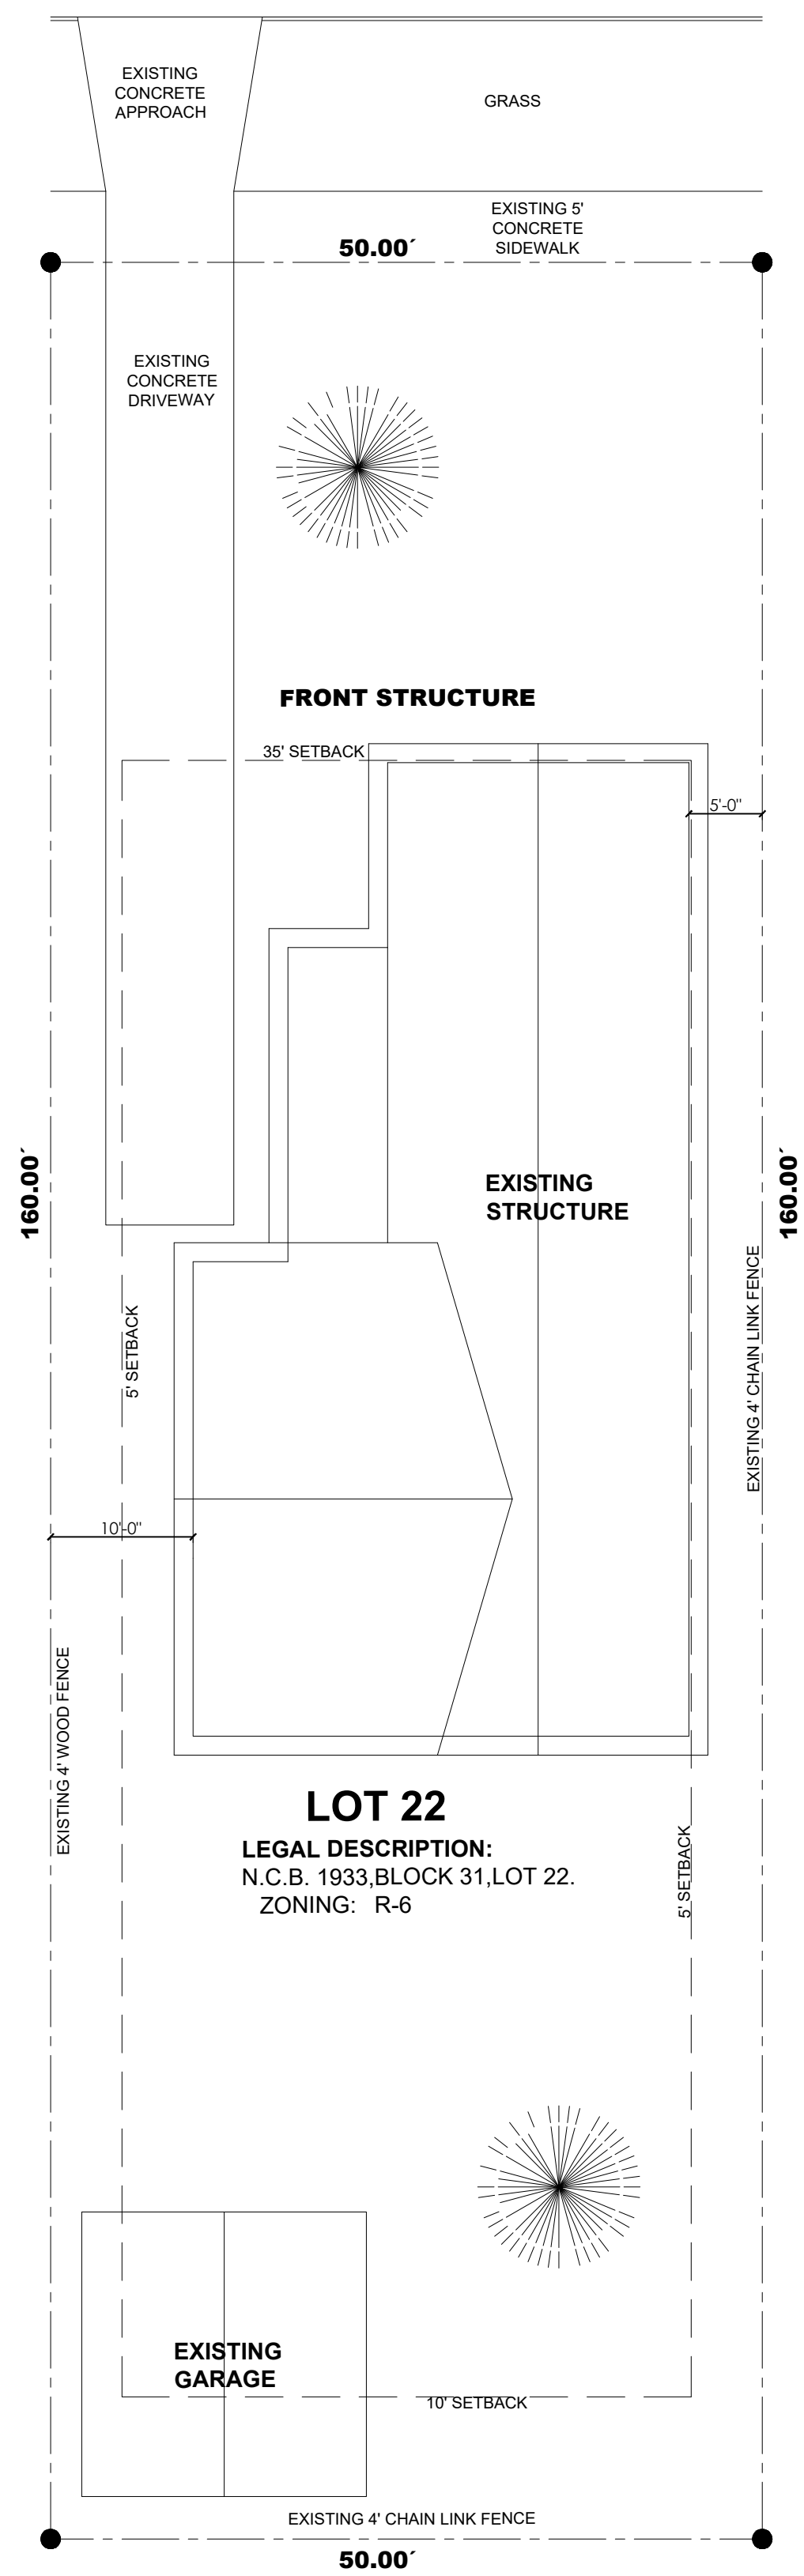 EXISTING
CONCRETE
APPROACH
GRASS
EXISTING 5'
CONCRETE
SIDEWALK
50.00´
EXISTING
CONCRETE
DRIVEWAY
FRONT STRUCTURE
35' SETBACK
5'-0"
160.00´
EXISTING
STRUCTURE
160.00´
5' SETBACK
EXISTING 4' CHAIN LINK FENCE
10'-0"
EXISTING 4' WOOD FENCE
LOT 22
LEGAL DESCRIPTION:
N.C.B. 1933,BLOCK 31,LOT 22.
ZONING: R-6
5' SETBACK
EXISTING
GARAGE
10' SETBACK
EXISTING 4' CHAIN LINK FENCE
50.00´